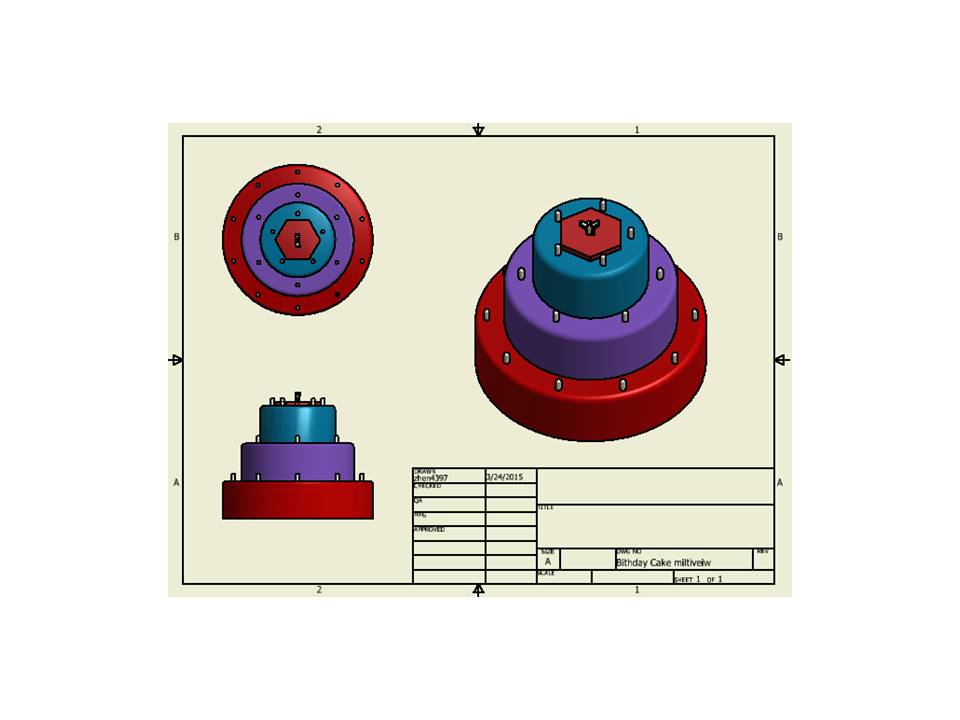 2 1
B B
A A
DRAWN
zhen4397 3/24/2015
CHECKED
QA
MFG
APPROVED
TITLE
SIZE
A
DWG NO
Bithday Cake miltiveiw
REV
SCALE
SHEET 1 OF 1
2 1